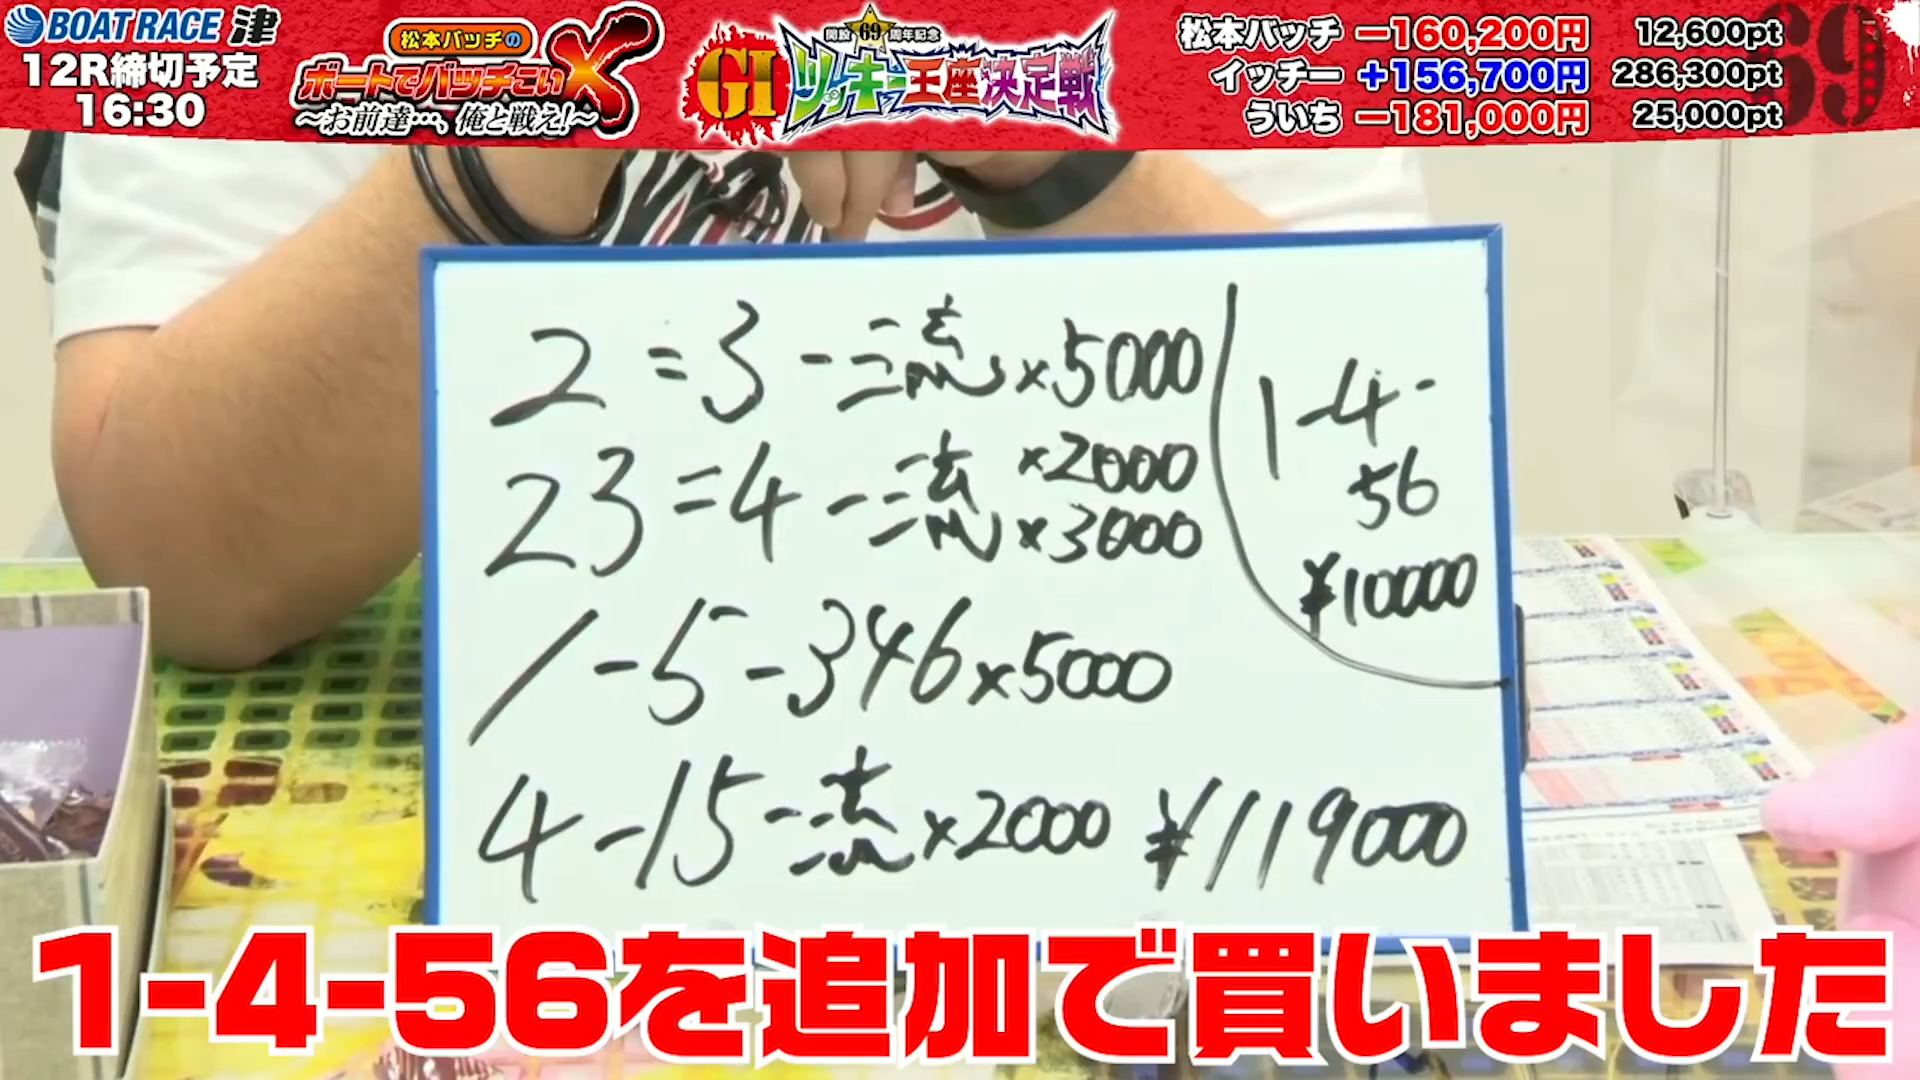 BOAT RACE 津
12R締切予定
16:30
松本バッチの
ボートでバッチこいX
～お前達…、俺と戦え!～
開設69周年記念
GIツッキー王座決定戦
松本バッチ －160,200円 12,600pt
イッチー ＋156,700円 286,300pt
ういち －181,000円 25,000pt
69
2=3-流×5000
23=4-流×2000
×3000
1-5-346×5000
4-15-流×2000 ¥119000
1-4-
56
¥10000
1-4-56を追加で買いました